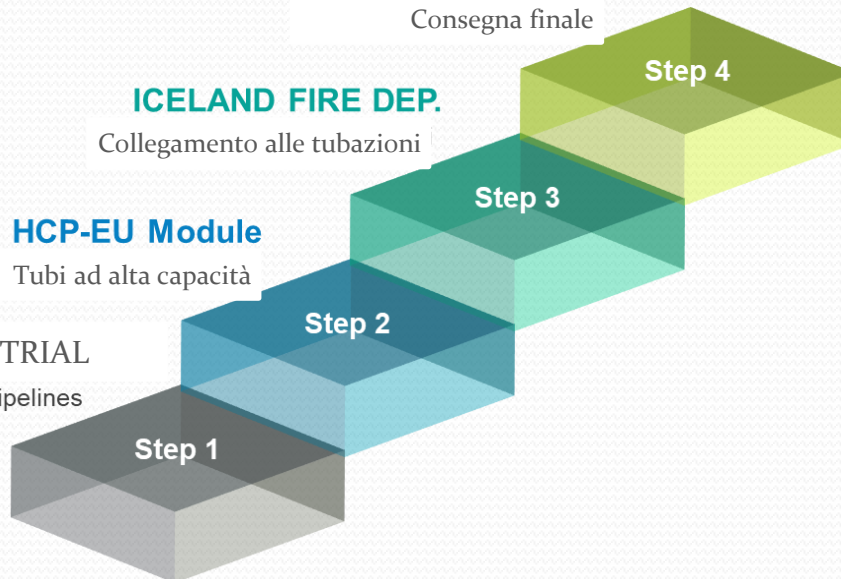 Consegna finale
Step 4
ICELAND FIRE DEP.
Collegamento alle tubazioni
Step 3
HCP-EU Module
Tubi ad alta capacità
Step 2
TRIAL
ipelines
Step 1